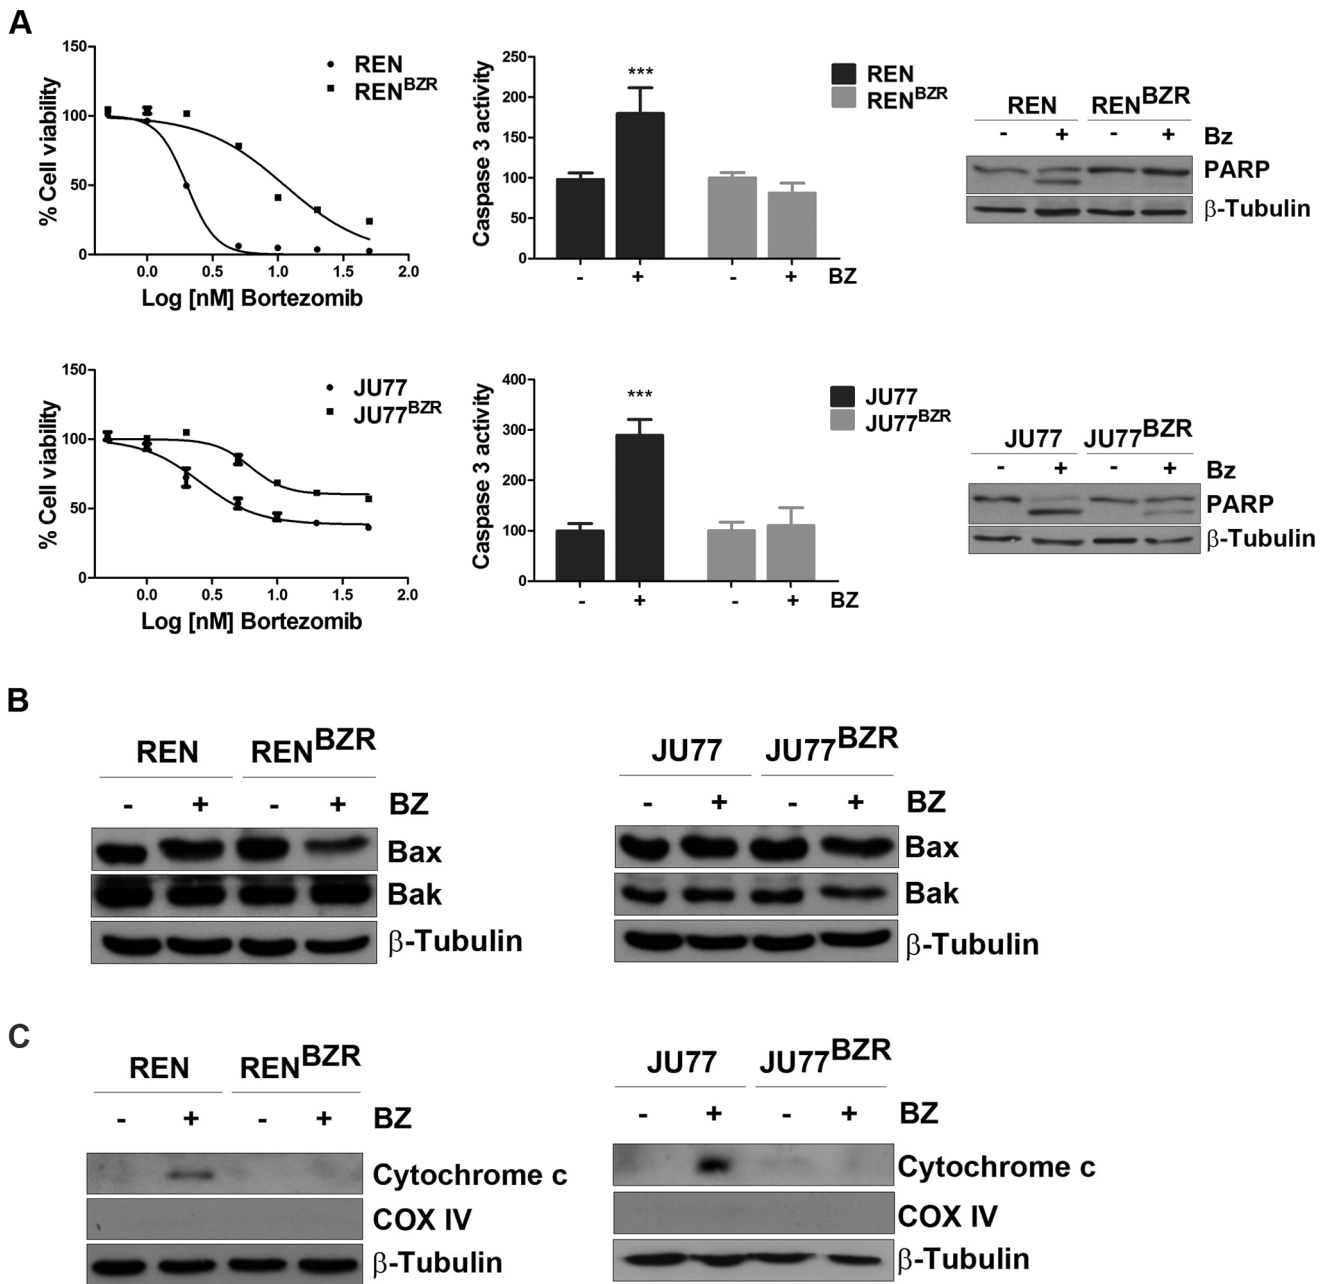 A
150
100
50
0
% Cell viability
REN
REN^BZR
0.0 0.5 1.0 1.5 2.0
Log [nM] Bortezomib
250
200
150
100
50
0
Caspase 3 activity
***
REN
REN^BZR
- + - + BZ
REN REN^BZR
- + - + Bz
PARP
β-Tubulin
150
100
50
0
% Cell viability
JU77
JU77^BZR
0.0 0.5 1.0 1.5 2.0
Log [nM] Bortezomib
400
300
200
100
0
Caspase 3 activity
***
JU77
JU77^BZR
- + - + BZ
JU77 JU77^BZR
- + - + Bz
PARP
β-Tubulin
B
REN REN^BZR
- + - + BZ
Bax
Bak
β-Tubulin
JU77 JU77^BZR
- + - + BZ
Bax
Bak
β-Tubulin
C
REN REN^BZR
- + - + BZ
Cytochrome c
COX IV
β-Tubulin
JU77 JU77^BZR
- + - + BZ
Cytochrome c
COX IV
β-Tubulin